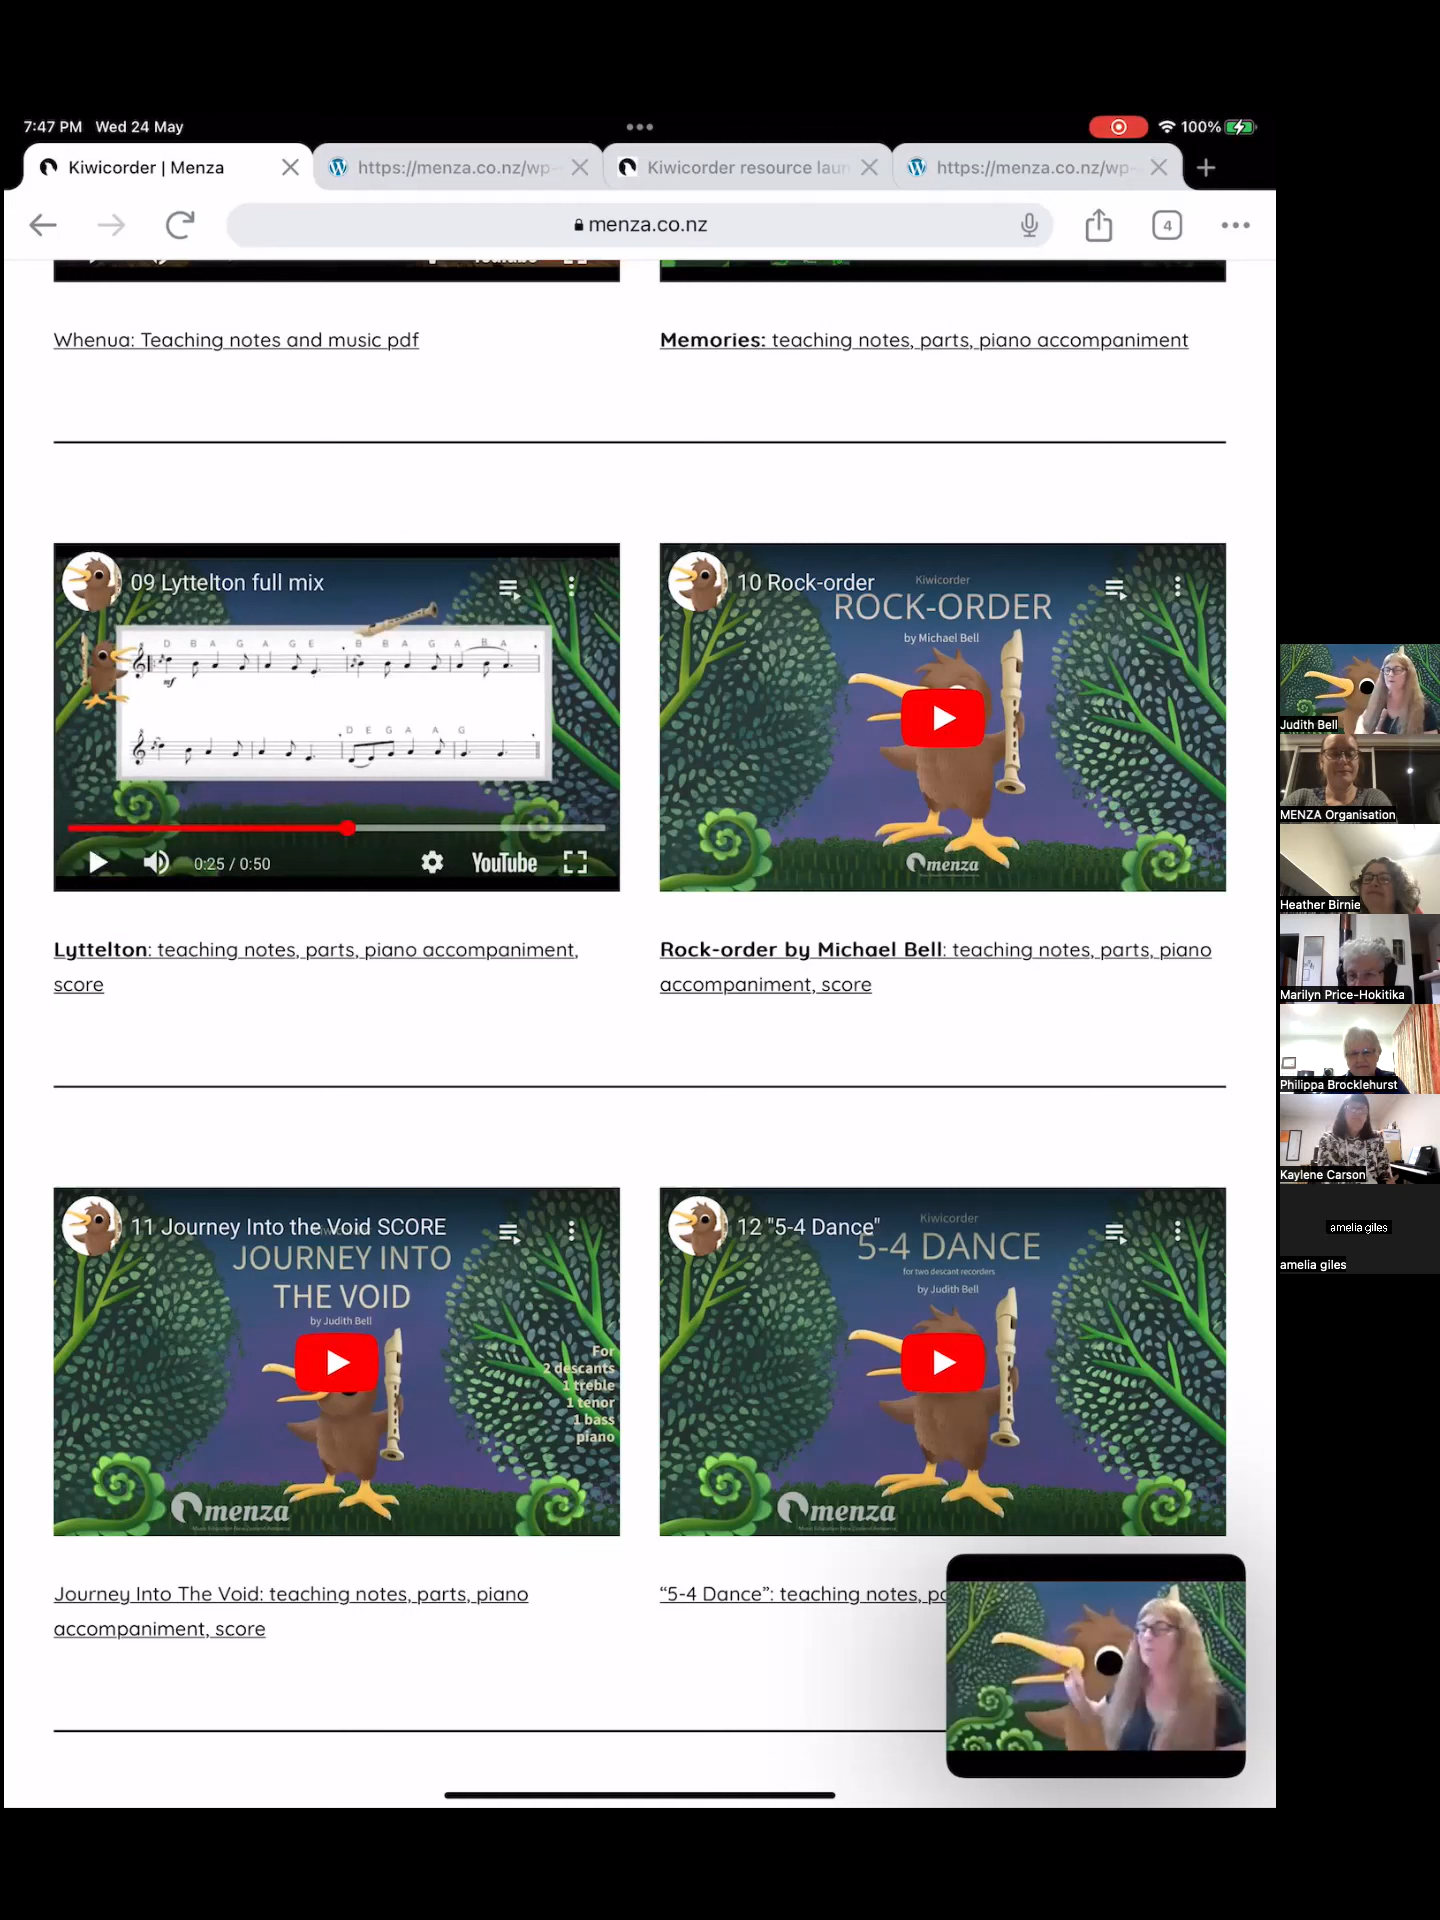 7:47 PM Wed 24 May
100%
Kiwicorder | Menza
https://menza.co.nz/wp-
Kiwicorder resource laun
https://menza.co.nz/wp-
menza.co.nz
4
YouTube
Whenua: Teaching notes and music pdf
Memories: teaching notes, parts, piano accompaniment
09 Lyttelton full mix
D B A G A G E B B A G A B A
mf
D E G A A G
0:25 / 0:50
YouTube
10 Rock-order
Kiwicorder
ROCK-ORDER
by Michael Bell
menza
Lyttelton: teaching notes, parts, piano accompaniment,
score
Rock-order by Michael Bell: teaching notes, parts, piano
accompaniment, score
11 Journey Into the Void SCORE
JOURNEY INTO
THE VOID
by Judith Bell
For
2 descants
1 treble
1 tenor
1 bass
piano
menza
12 "5-4 Dance"
Kiwicorder
5-4 DANCE
for two descant recorders
by Judith Bell
menza
Journey Into The Void: teaching notes, parts, piano
accompaniment, score
“5-4 Dance”: teaching notes, pa
Judith Bell
MENZA Organisation
Heather Birnie
Marilyn Price-Hokitika
Philippa Brocklehurst
Kaylene Carson
amelia giles
amelia giles